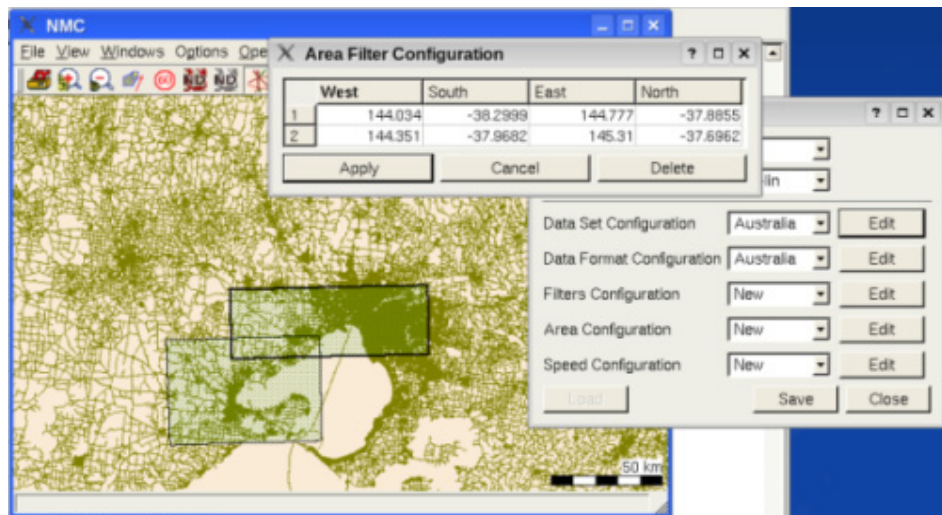 NMC
File View Windows Options Ope
Area Filter Configuration
West South East North
1 144.034 -38.2999 144.777 -37.8855
2 144.351 -37.9682 145.31 -37.6962
Apply Cancel Delete
lin
Data Set Configuration Australia Edit
Data Format Configuration Australia Edit
Filters Configuration New Edit
Area Configuration New Edit
Speed Configuration New Edit
Load Save Close
50 km